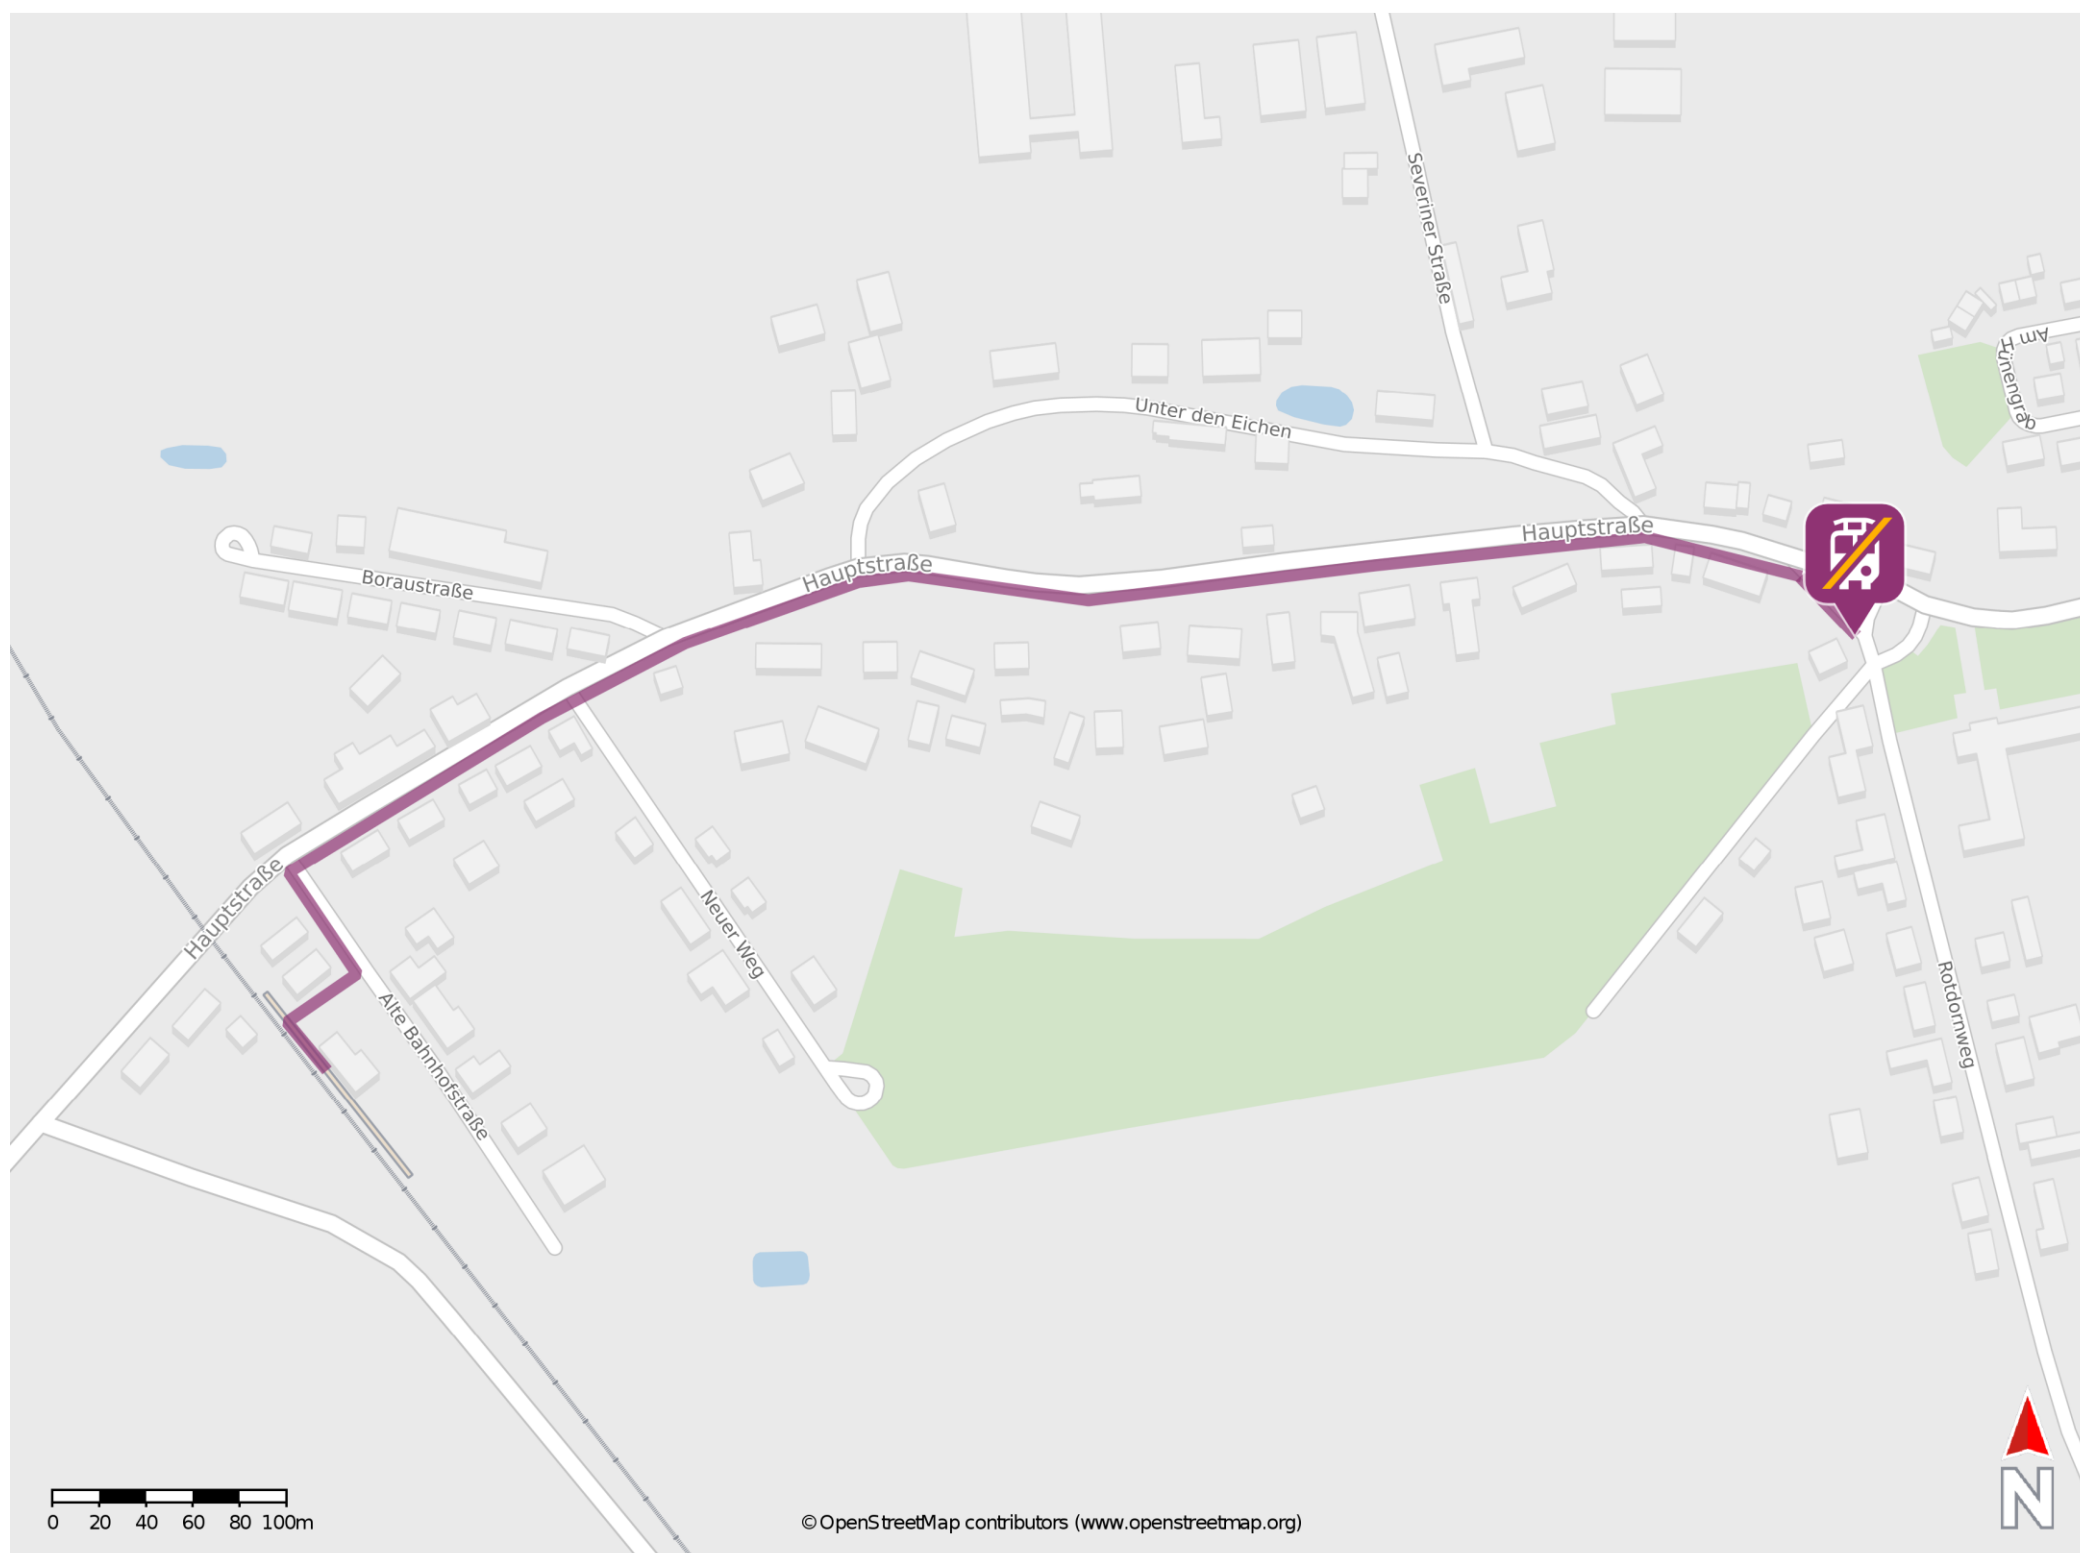 Severiner Straße
Am Hünengrab
Unter den Eichen
Hauptstraße
Hauptstraße
Boraustraße
Hauptstraße
Neuer Weg
Alte Bahnhofstraße
Rotdornweg
N
0 20 40 60 80 100m
© OpenStreetMap contributors (www.openstreetmap.org)